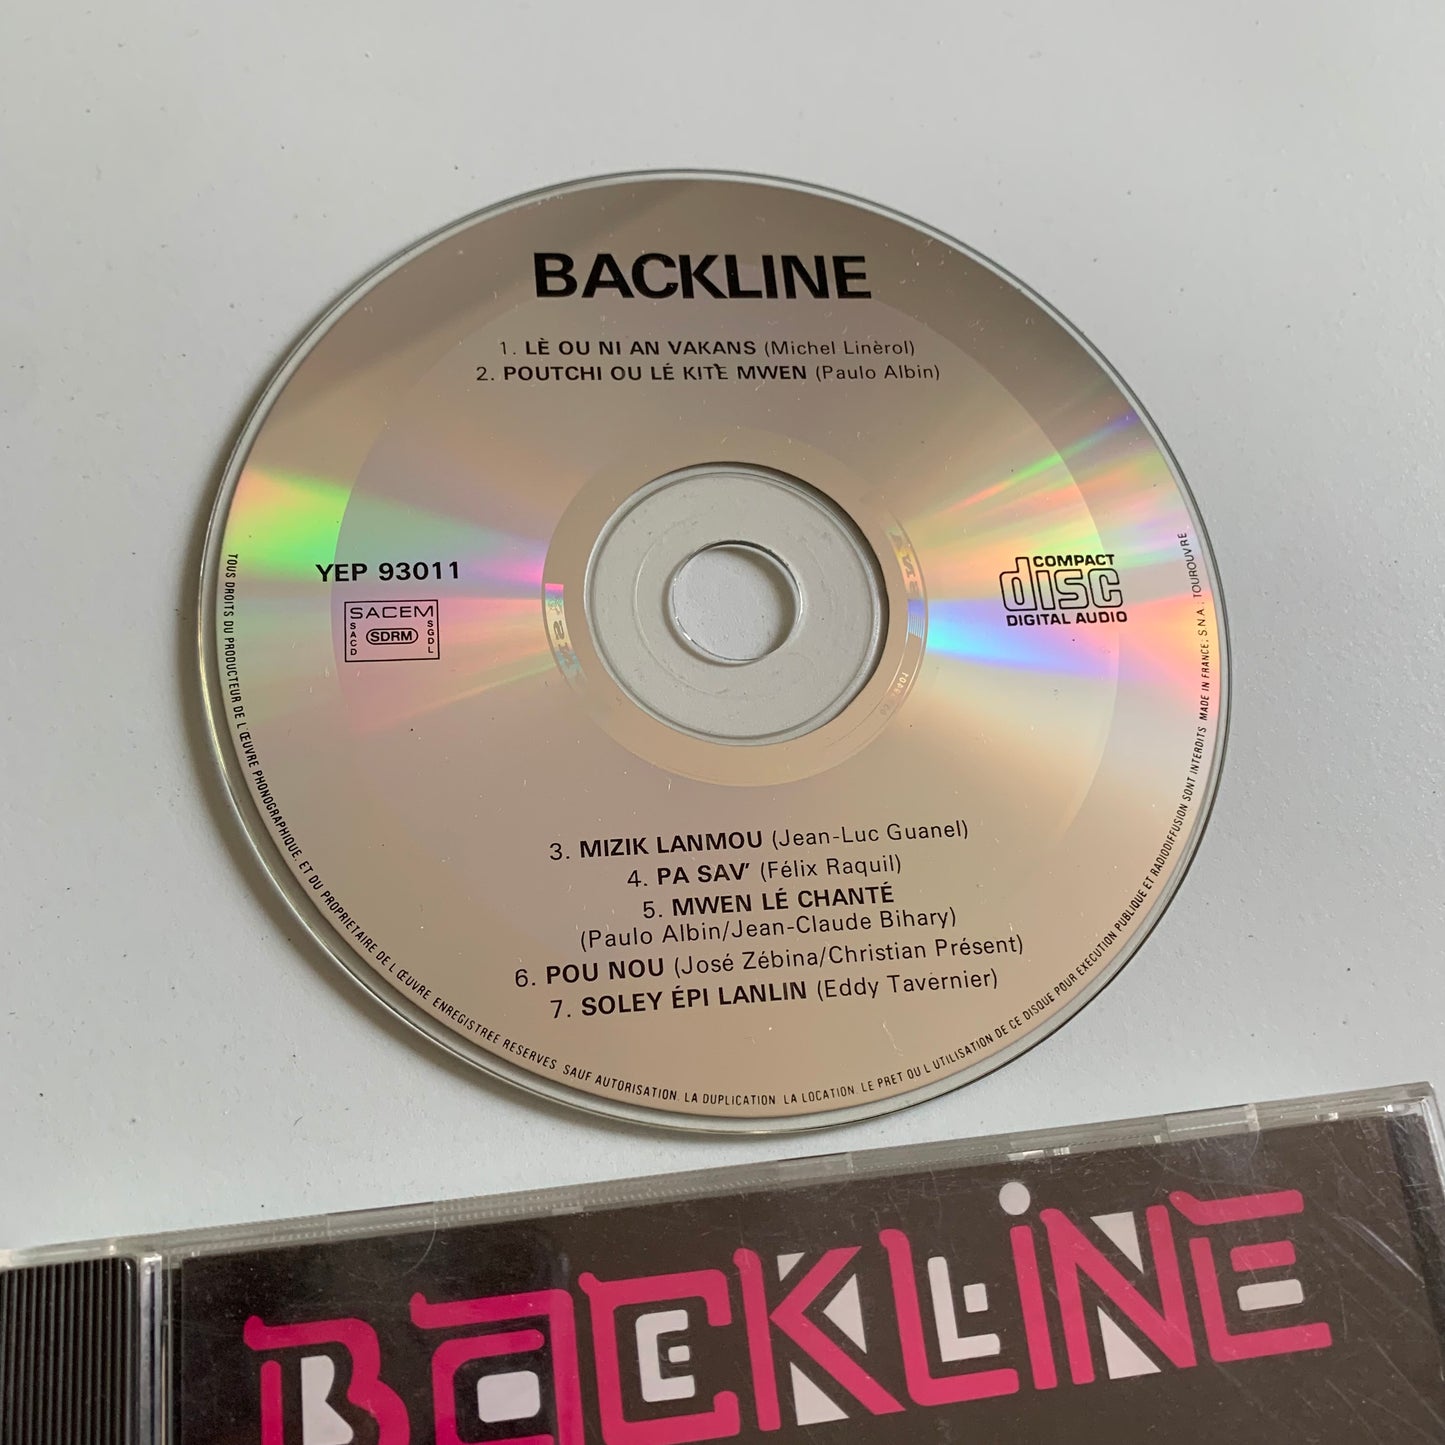 BACKLINE
1. LÈ OU NI AN VAKANS (Michel Linèrol)
2. POUTCHI OU LÉ KITÈ MWEN (Paulo Albin)
YEP 93011
SACEM
SACD
SDRM
SGDL
COMPACT
disc
DIGITAL AUDIO
3. MIZIK LANMOU (Jean-Luc Guanel)
4. PA SAV' (Félix Raquil)
5. MWEN LÉ CHANTÉ
(Paulo Albin/Jean-Claude Bihary)
6. POU NOU (José Zébina/Christian Présent)
7. SOLEY ÉPI LANLIN (Eddy Tavernier)
TOUS DROITS DU PRODUCTEUR DE L'ŒUVRE PHONOGRAPHIQUE ET DU PROPRIETAIRE DE L'ŒUVRE ENREGISTREE RESERVES. SAUF AUTORISATION. LA DUPLICATION. LA LOCATION. LE PRET OU L'UTILISATION DE CE DISQUE POUR EXECUTION PUBLIQUE ET RADIODIFFUSION SONT INTERDITS MADE IN FRANCE: S.N.A.; TOUROUVRE
BACKLINE